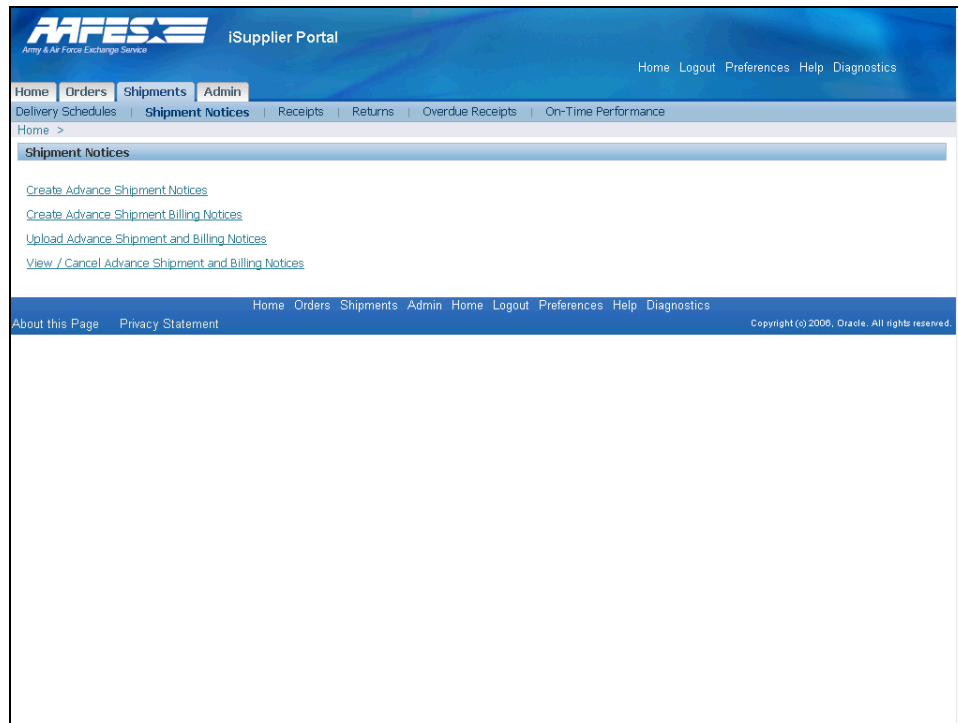 AAFES
Army & Air Force Exchange Service
iSupplier Portal
Home Logout Preferences Help Diagnostics
Home Orders Shipments Admin
Delivery Schedules | Shipment Notices | Receipts | Returns | Overdue Receipts | On-Time Performance
Home >
Shipment Notices
Create Advance Shipment Notices
Create Advance Shipment Billing Notices
Upload Advance Shipment and Billing Notices
View / Cancel Advance Shipment and Billing Notices
Home Orders Shipments Admin Home Logout Preferences Help Diagnostics
About this Page Privacy Statement
Copyright (c) 2006, Oracle. All rights reserved.